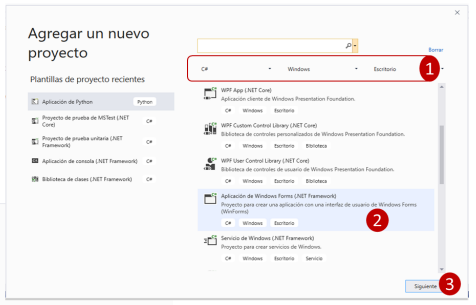 Agregar un nuevo
proyecto
Borrar
C#
Windows
Escritorio
1
Plantillas de proyecto recientes
Aplicación de Python
Python
Proyecto de prueba de MSTest (.NET
Core)
C#
Proyecto de prueba unitaria (.NET
Framework)
C#
Aplicación de consola (.NET Framework)
C#
Biblioteca de clases (.NET Framework)
C#
WPF App (.NET Core)
Aplicación cliente de Windows Presentation Foundation.
C# Windows Escritorio
WPF Custom Control Library (.NET Core)
Biblioteca de controles personalizados de Windows Presentation Foundation.
C# Windows Escritorio Biblioteca
WPF User Control Library (.NET Core)
Biblioteca de controles de usuario de Windows Presentation Foundation.
C# Windows Escritorio Biblioteca
Aplicación de Windows Forms (.NET Framework)
Proyecto para crear una aplicación con una interfaz de usuario de Windows Forms
(WinForms)
C# Windows Escritorio
2
Servicio de Windows (.NET Framework)
Proyecto para crear servicios de Windows.
C# Windows Escritorio Servicio
Siguiente
3